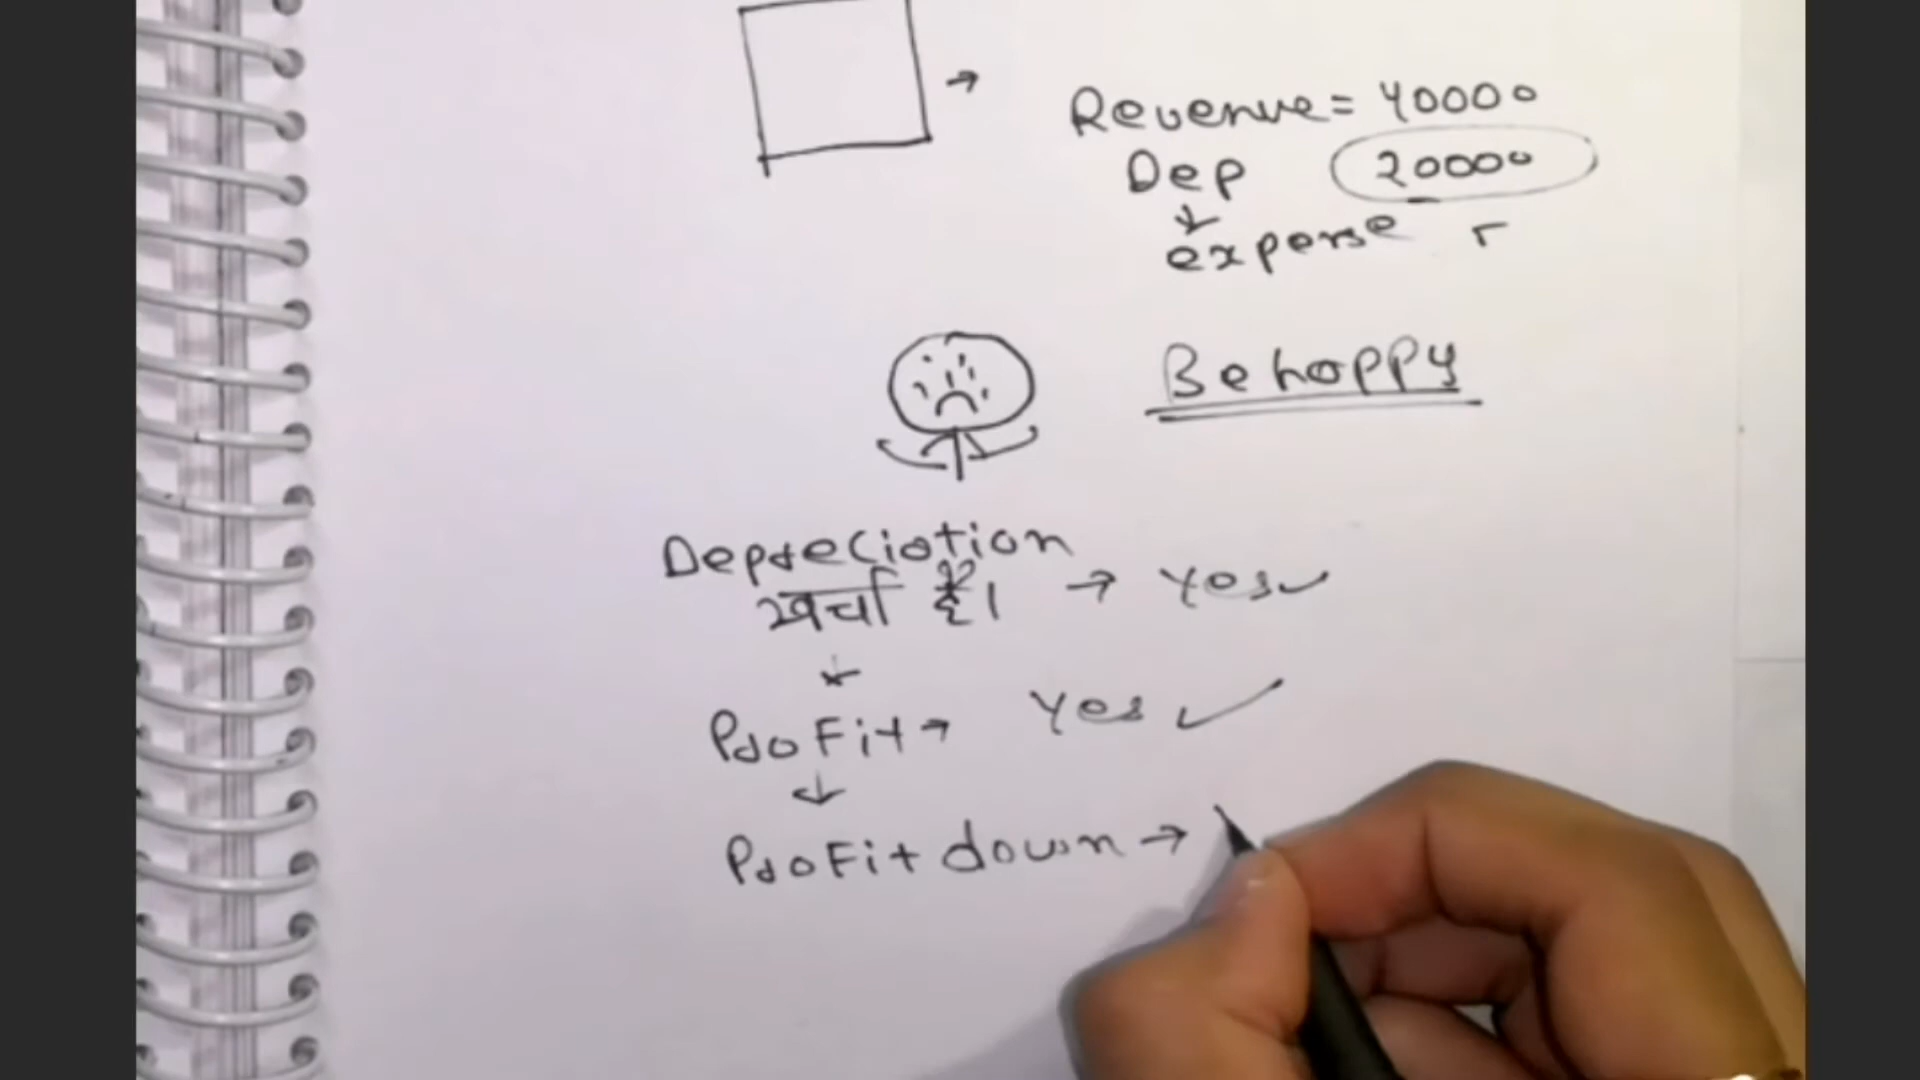 Revenue = 40000
Dep 20000
expense
Be happy
Depreciation
खर्चा है। → Yes
Profit → Yes
Profit down →